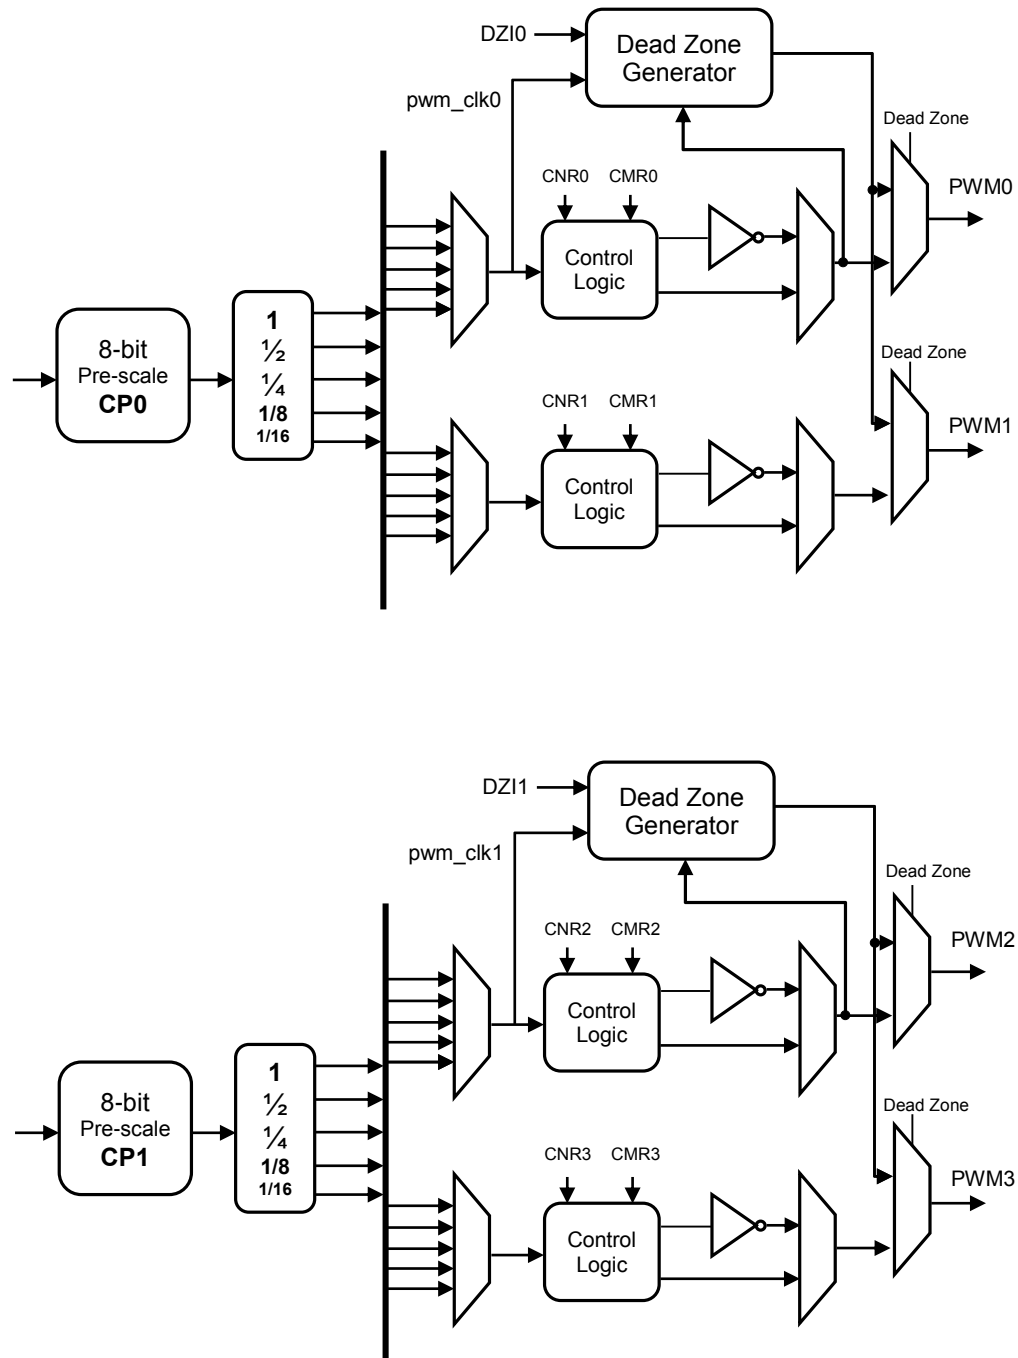 DZI0
Dead Zone
Generator
pwm_clk0
Dead Zone
CNR0
CMR0
PWM0
Control
Logic
8-bit
Pre-scale
CP0
1
½
¼
1/8
1/16
Dead Zone
CNR1
CMR1
PWM1
Control
Logic
DZI1
Dead Zone
Generator
pwm_clk1
Dead Zone
CNR2
CMR2
PWM2
Control
Logic
8-bit
Pre-scale
CP1
1
½
¼
1/8
1/16
Dead Zone
CNR3
CMR3
PWM3
Control
Logic